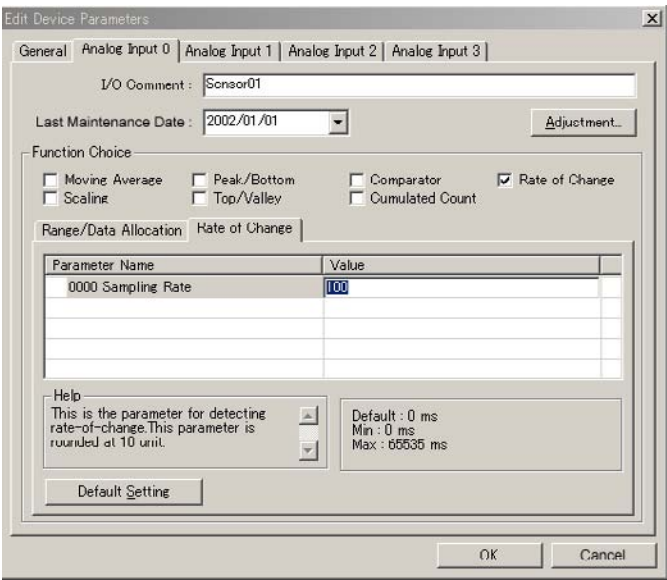 Edit Device Parameters
General Analog Input 0 Analog Input 1 Analog Input 2 Analog Input 3
I/O Comment : Sensor01
Last Maintenance Date : 2002/01/01 Adjuctment...
Function Choice
Moving Average Peak/Bottom Comparator Rate of Change
Scaling Top/Valley Cumulated Count
Range/Data Allocation Rate of Change
Parameter Name Value
0000 Sampling Rate 100
Help
This is the parameter for detecting
rate-of-change.This parameter is
rounded at 10 unit.
Default : 0 ms
Min : 0 ms
Max : 65535 ms
Default Setting
OK Cancel